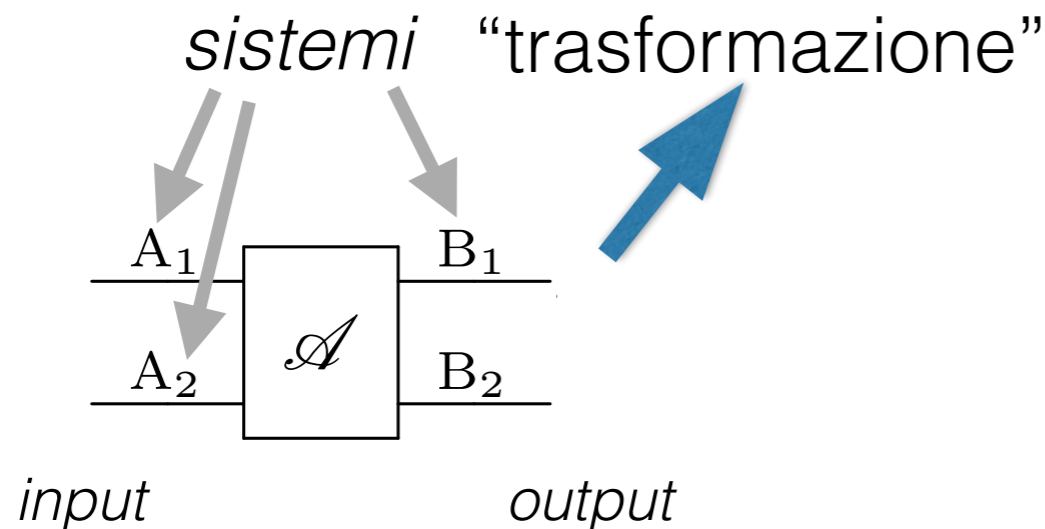 sistemi “trasformazione”
A₁ B₁
𝒜
A₂ B₂
input output